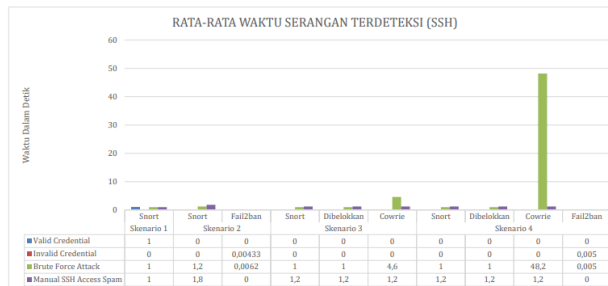 RATA-RATA WAKTU SERANGAN TERDETEKSI (SSH)
Waktu Dalam Detik
60
50
40
30
20
10
0
Snort Snort Fail2ban Snort Dibelokkan Cowrie Snort Dibelokkan Cowrie Fail2ban
Skenario 1 Skenario 2 Skenario 3 Skenario 4
Valid Credential 1 0 0 0 0 0 0 0 0 0
Invalid Credential 0 0 0,00433 0 0 0 0 0 0 0,005
Brute Force Attack 1 1,2 0,0062 1 1 4,6 1 1 48,2 0,005
Manual SSH Access Spam 1 1,8 0 1,2 1,2 1,2 1,2 1,2 1,2 0